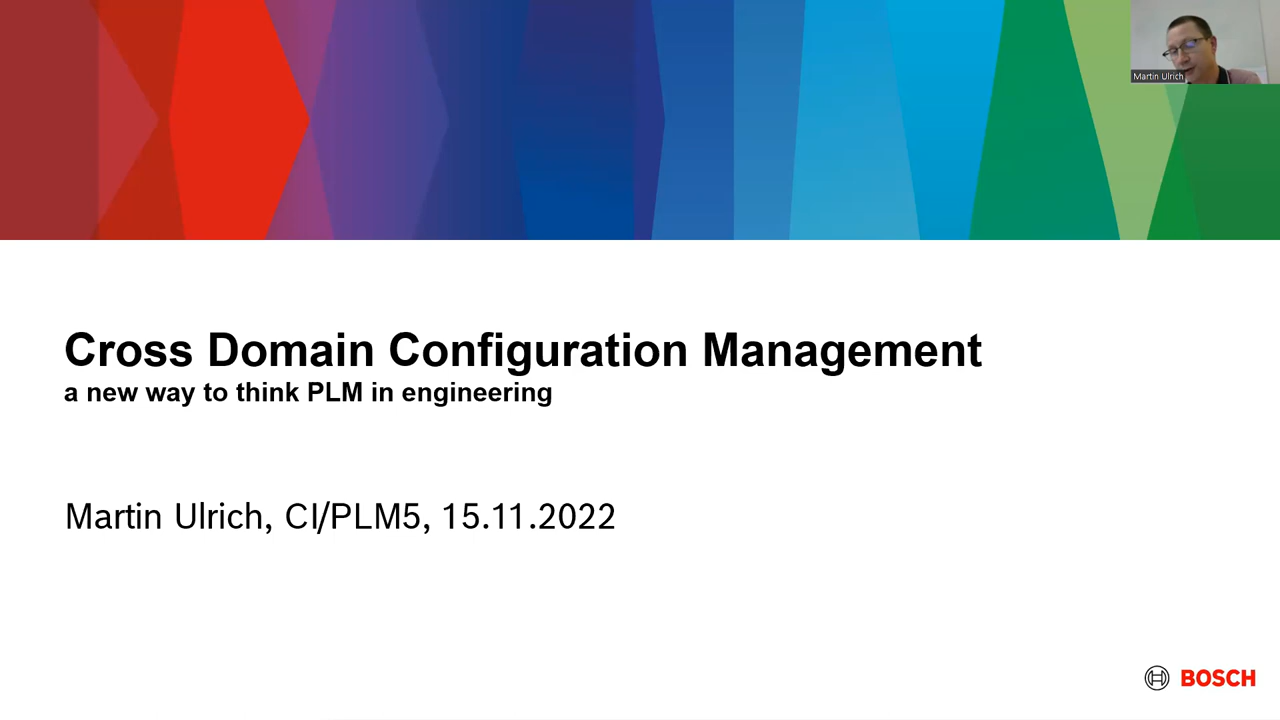 Martin Ulrich
Cross Domain Configuration Management
a new way to think PLM in engineering
Martin Ulrich, CI/PLM5, 15.11.2022
BOSCH